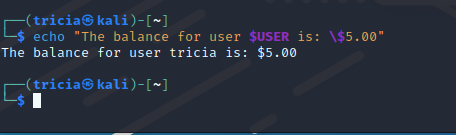 ┌──(tricia㉿kali)-[~]
└─$ echo "The balance for user $USER is: \$5.00"
The balance for user tricia is: $5.00
┌──(tricia㉿kali)-[~]
└─$